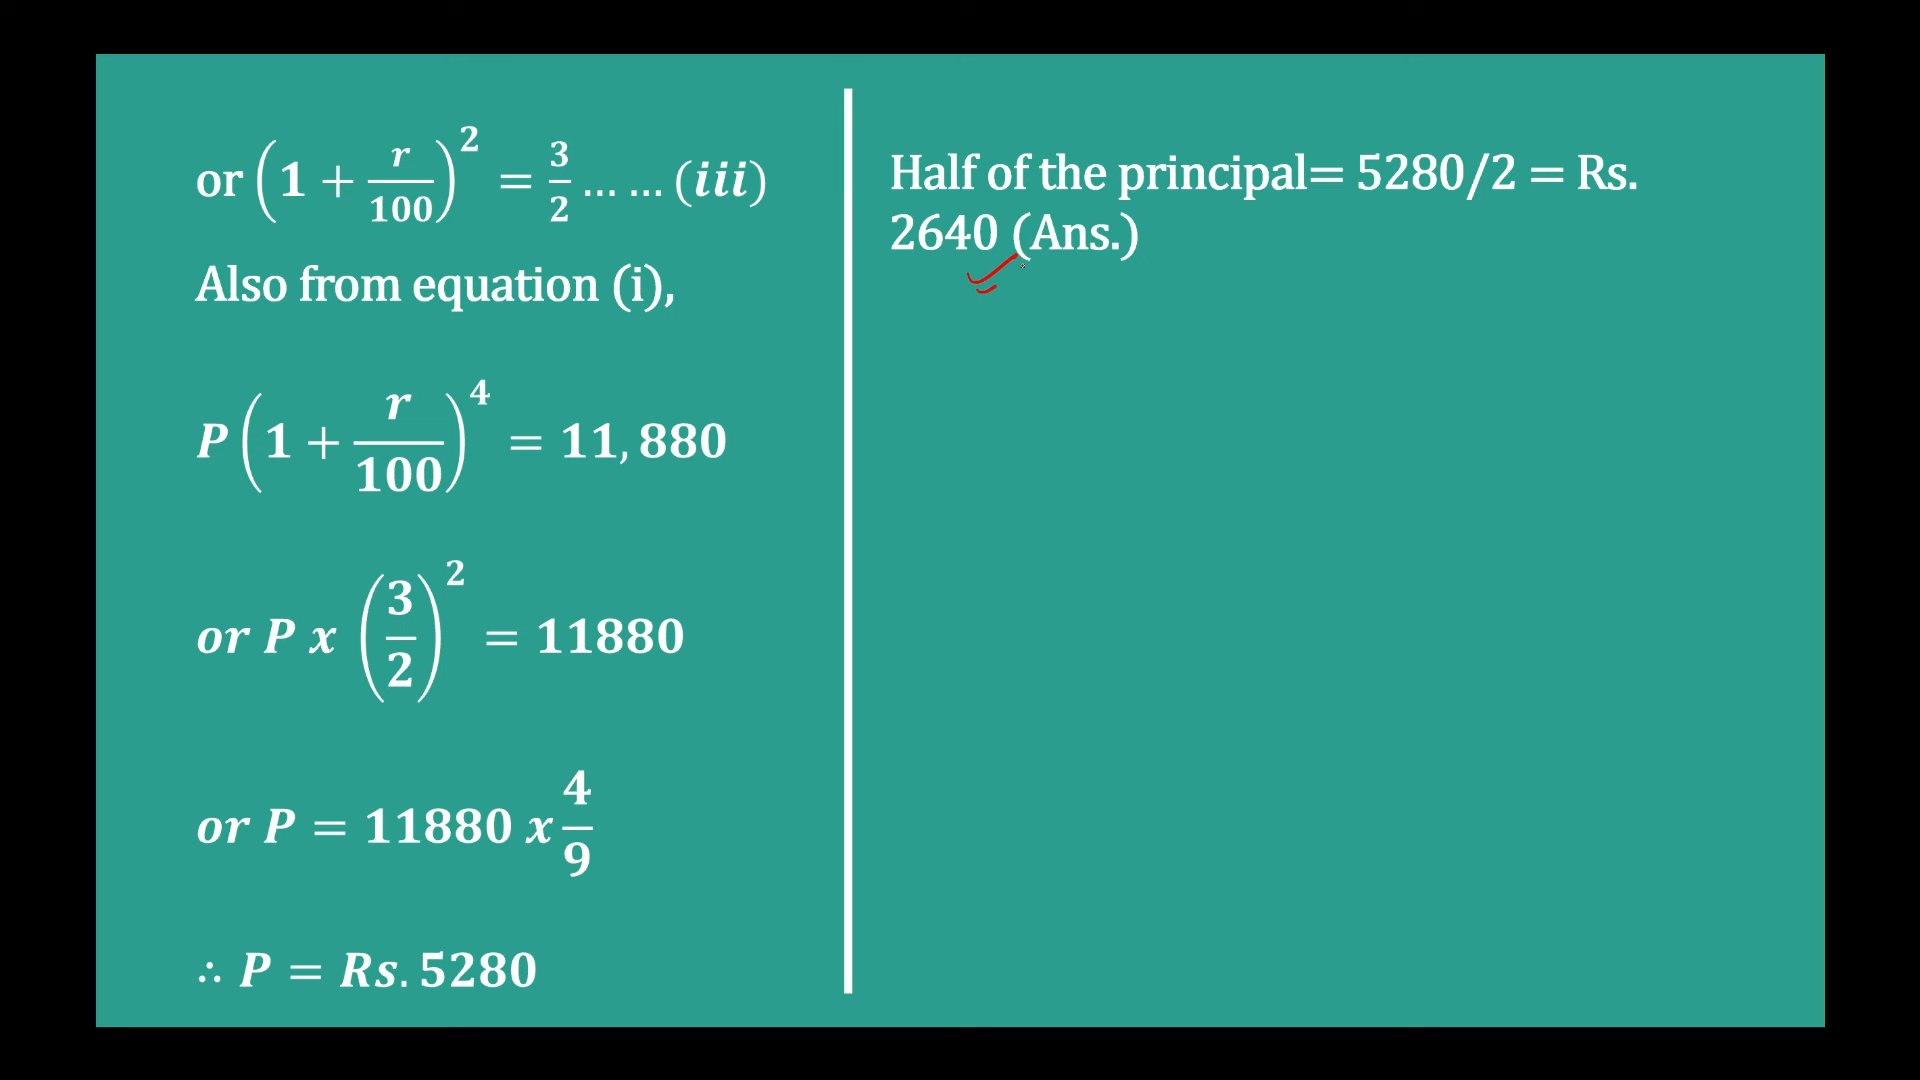 or (1 + r/100)^2 = 3/2 ... ... (iii)
Also from equation (i),
P(1 + r/100)^4 = 11,880
or P x (3/2)^2 = 11880
or P = 11880 x 4/9
∴ P = Rs. 5280
Half of the principal= 5280/2 = Rs.
2640 (Ans.)